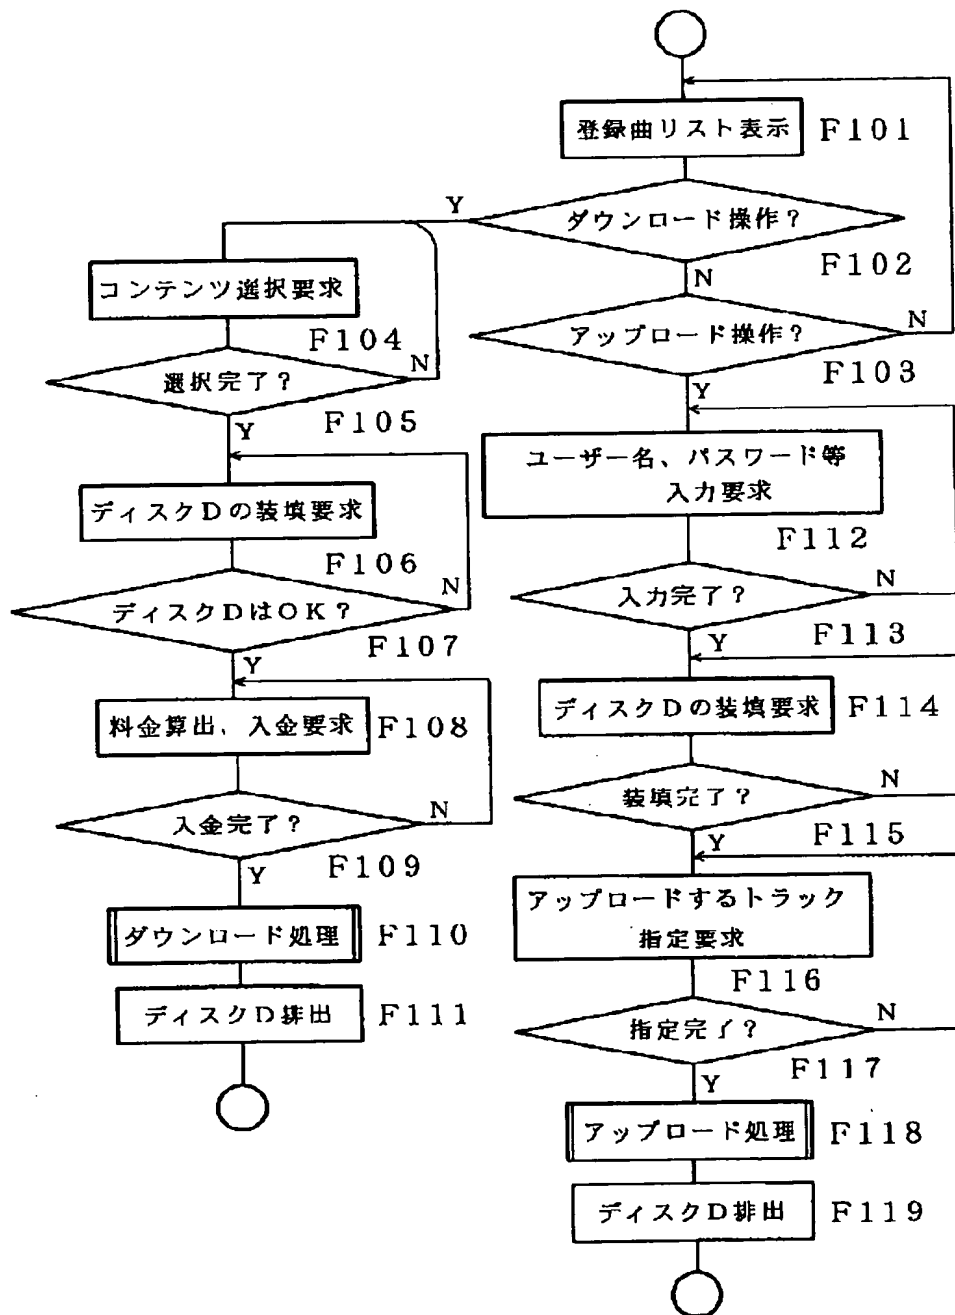 登録曲リスト表示
F101
ダウンロード操作？
Y
F102
N
アップロード操作？
N
F103
Y
コンテンツ選択要求
F104
選択完了？
N
F105
Y
ディスクDの装填要求
F106
ディスクDはOK？
N
F107
Y
料金算出、入金要求
F108
入金完了？
N
F109
Y
ダウンロード処理
F110
ディスクD排出
F111
ユーザー名、パスワード等
入力要求
F112
入力完了？
N
F113
Y
ディスクDの装填要求
F114
装填完了？
N
F115
Y
アップロードするトラック
指定要求
F116
指定完了？
N
F117
Y
アップロード処理
F118
ディスクD排出
F119